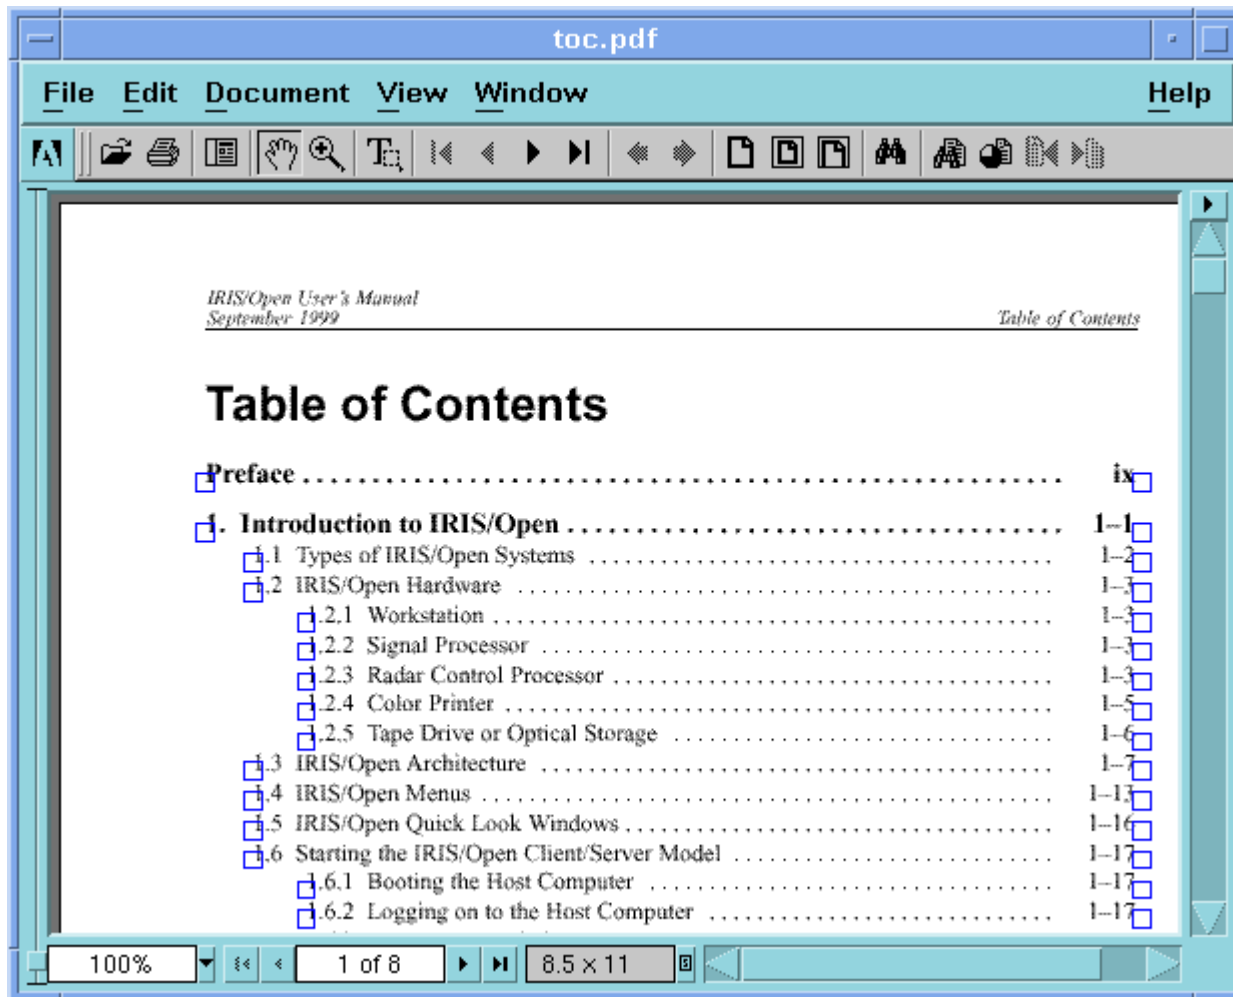 toc.pdf
File Edit Document View Window Help
IRIS/Open User's Manual
September 1999 Table of Contents
Table of Contents
Preface ix
1. Introduction to IRIS/Open 1–1
1.1 Types of IRIS/Open Systems 1–2
1.2 IRIS/Open Hardware 1–3
1.2.1 Workstation 1–3
1.2.2 Signal Processor 1–3
1.2.3 Radar Control Processor 1–3
1.2.4 Color Printer 1–5
1.2.5 Tape Drive or Optical Storage 1–6
1.3 IRIS/Open Architecture 1–7
1.4 IRIS/Open Menus 1–13
1.5 IRIS/Open Quick Look Windows 1–16
1.6 Starting the IRIS/Open Client/Server Model 1–17
1.6.1 Booting the Host Computer 1–17
1.6.2 Logging on to the Host Computer 1–17
100% 1 of 8 8.5 x 11